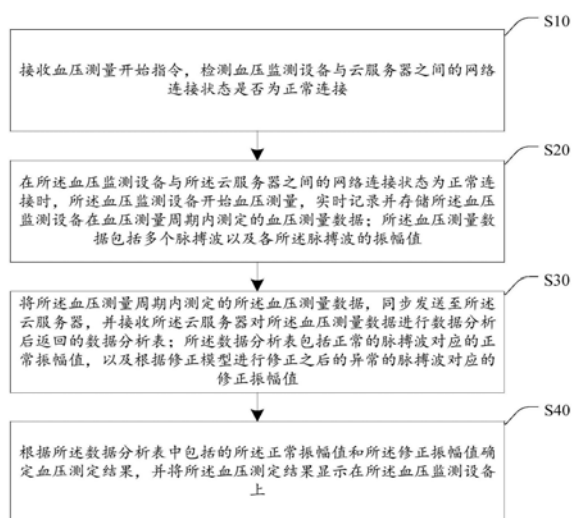 S10
接收血压测量开始指令，检测血压监测设备与云服务器之间的网络
连接状态是否为正常连接
S20
在所述血压监测设备与所述云服务器之间的网络连接状态为正常连
接时，所述血压监测设备开始血压测量，实时记录并存储所述血压
监测设备在血压测量周期内测定的血压测量数据；所述血压测量数
据包括多个脉搏波以及各所述脉搏波的振幅值
S30
将所述血压测量周期内测定的所述血压测量数据，同步发送至所述
云服务器，并接收所述云服务器对所述血压测量数据进行数据分析
后返回的数据分析表；所述数据分析表包括正常的脉搏波对应的正
常振幅值，以及根据修正模型进行修正之后的异常的脉搏波对应的
修正振幅值
S40
根据所述数据分析表中包括的所述正常振幅值和所述修正振幅值确
定血压测定结果，并将所述血压测定结果显示在所述血压监测设备
上